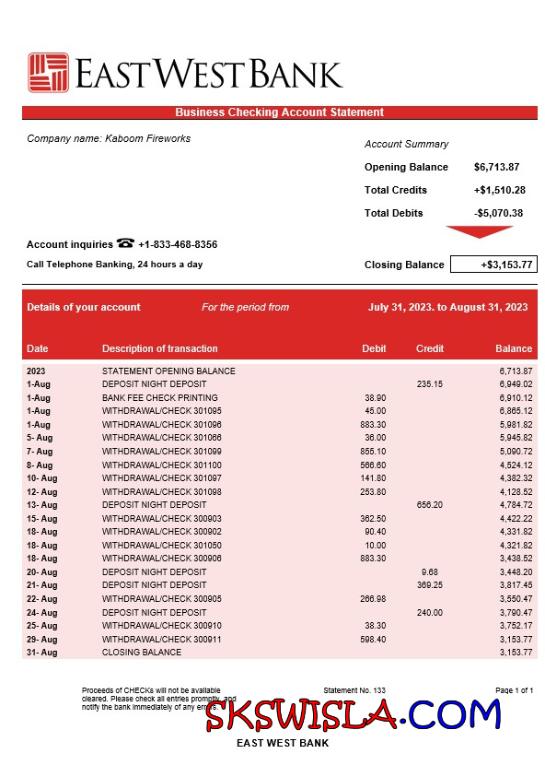 EASTWESTBANK
Business Checking Account Statement
Company name: Kaboom Fireworks
Account Summary
Opening Balance $6,713.87
Total Credits +$1,510.28
Total Debits -$5,070.38
Account inquiries ☎ +1-833-468-8356
Call Telephone Banking, 24 hours a day
Closing Balance +$3,153.77
Details of your account For the period from July 31, 2023. to August 31, 2023
Date Description of transaction Debit Credit Balance
2023 STATEMENT OPENING BALANCE 6,713.87
1-Aug DEPOSIT NIGHT DEPOSIT 235.15 6,949.02
1-Aug BANK FEE CHECK PRINTING 38.90 6,910.12
1-Aug WITHDRAWAL/CHECK 301095 45.00 6,865.12
1-Aug WITHDRAWAL/CHECK 301096 883.30 5,981.82
5- Aug WITHDRAWAL/CHECK 301066 36.00 5,945.82
7- Aug WITHDRAWAL/CHECK 301099 855.10 5,090.72
8- Aug WITHDRAWAL/CHECK 301100 566.60 4,524.12
10- Aug WITHDRAWAL/CHECK 301097 141.80 4,382.32
12- Aug WITHDRAWAL/CHECK 301098 253.80 4,128.52
13- Aug DEPOSIT NIGHT DEPOSIT 656.20 4,784.72
15- Aug WITHDRAWAL/CHECK 300903 362.50 4,422.22
18- Aug WITHDRAWAL/CHECK 300902 90.40 4,331.82
18- Aug WITHDRAWAL/CHECK 301050 10.00 4,321.82
18- Aug WITHDRAWAL/CHECK 300906 883.30 3,438.52
20- Aug DEPOSIT NIGHT DEPOSIT 9.68 3,448.20
21- Aug DEPOSIT NIGHT DEPOSIT 369.25 3,817.45
22- Aug WITHDRAWAL/CHECK 300905 266.98 3,550.47
24- Aug DEPOSIT NIGHT DEPOSIT 240.00 3,790.47
25- Aug WITHDRAWAL/CHECK 300910 38.30 3,752.17
29- Aug WITHDRAWAL/CHECK 300911 598.40 3,153.77
31- Aug CLOSING BALANCE 3,153.77
Proceeds of CHECKs will not be available Statement No. 133 Page 1 of 1
cleared. Please check all entries promptly, and
notify the bank immediately of any errors.
SKSWISLA.COM
EAST WEST BANK